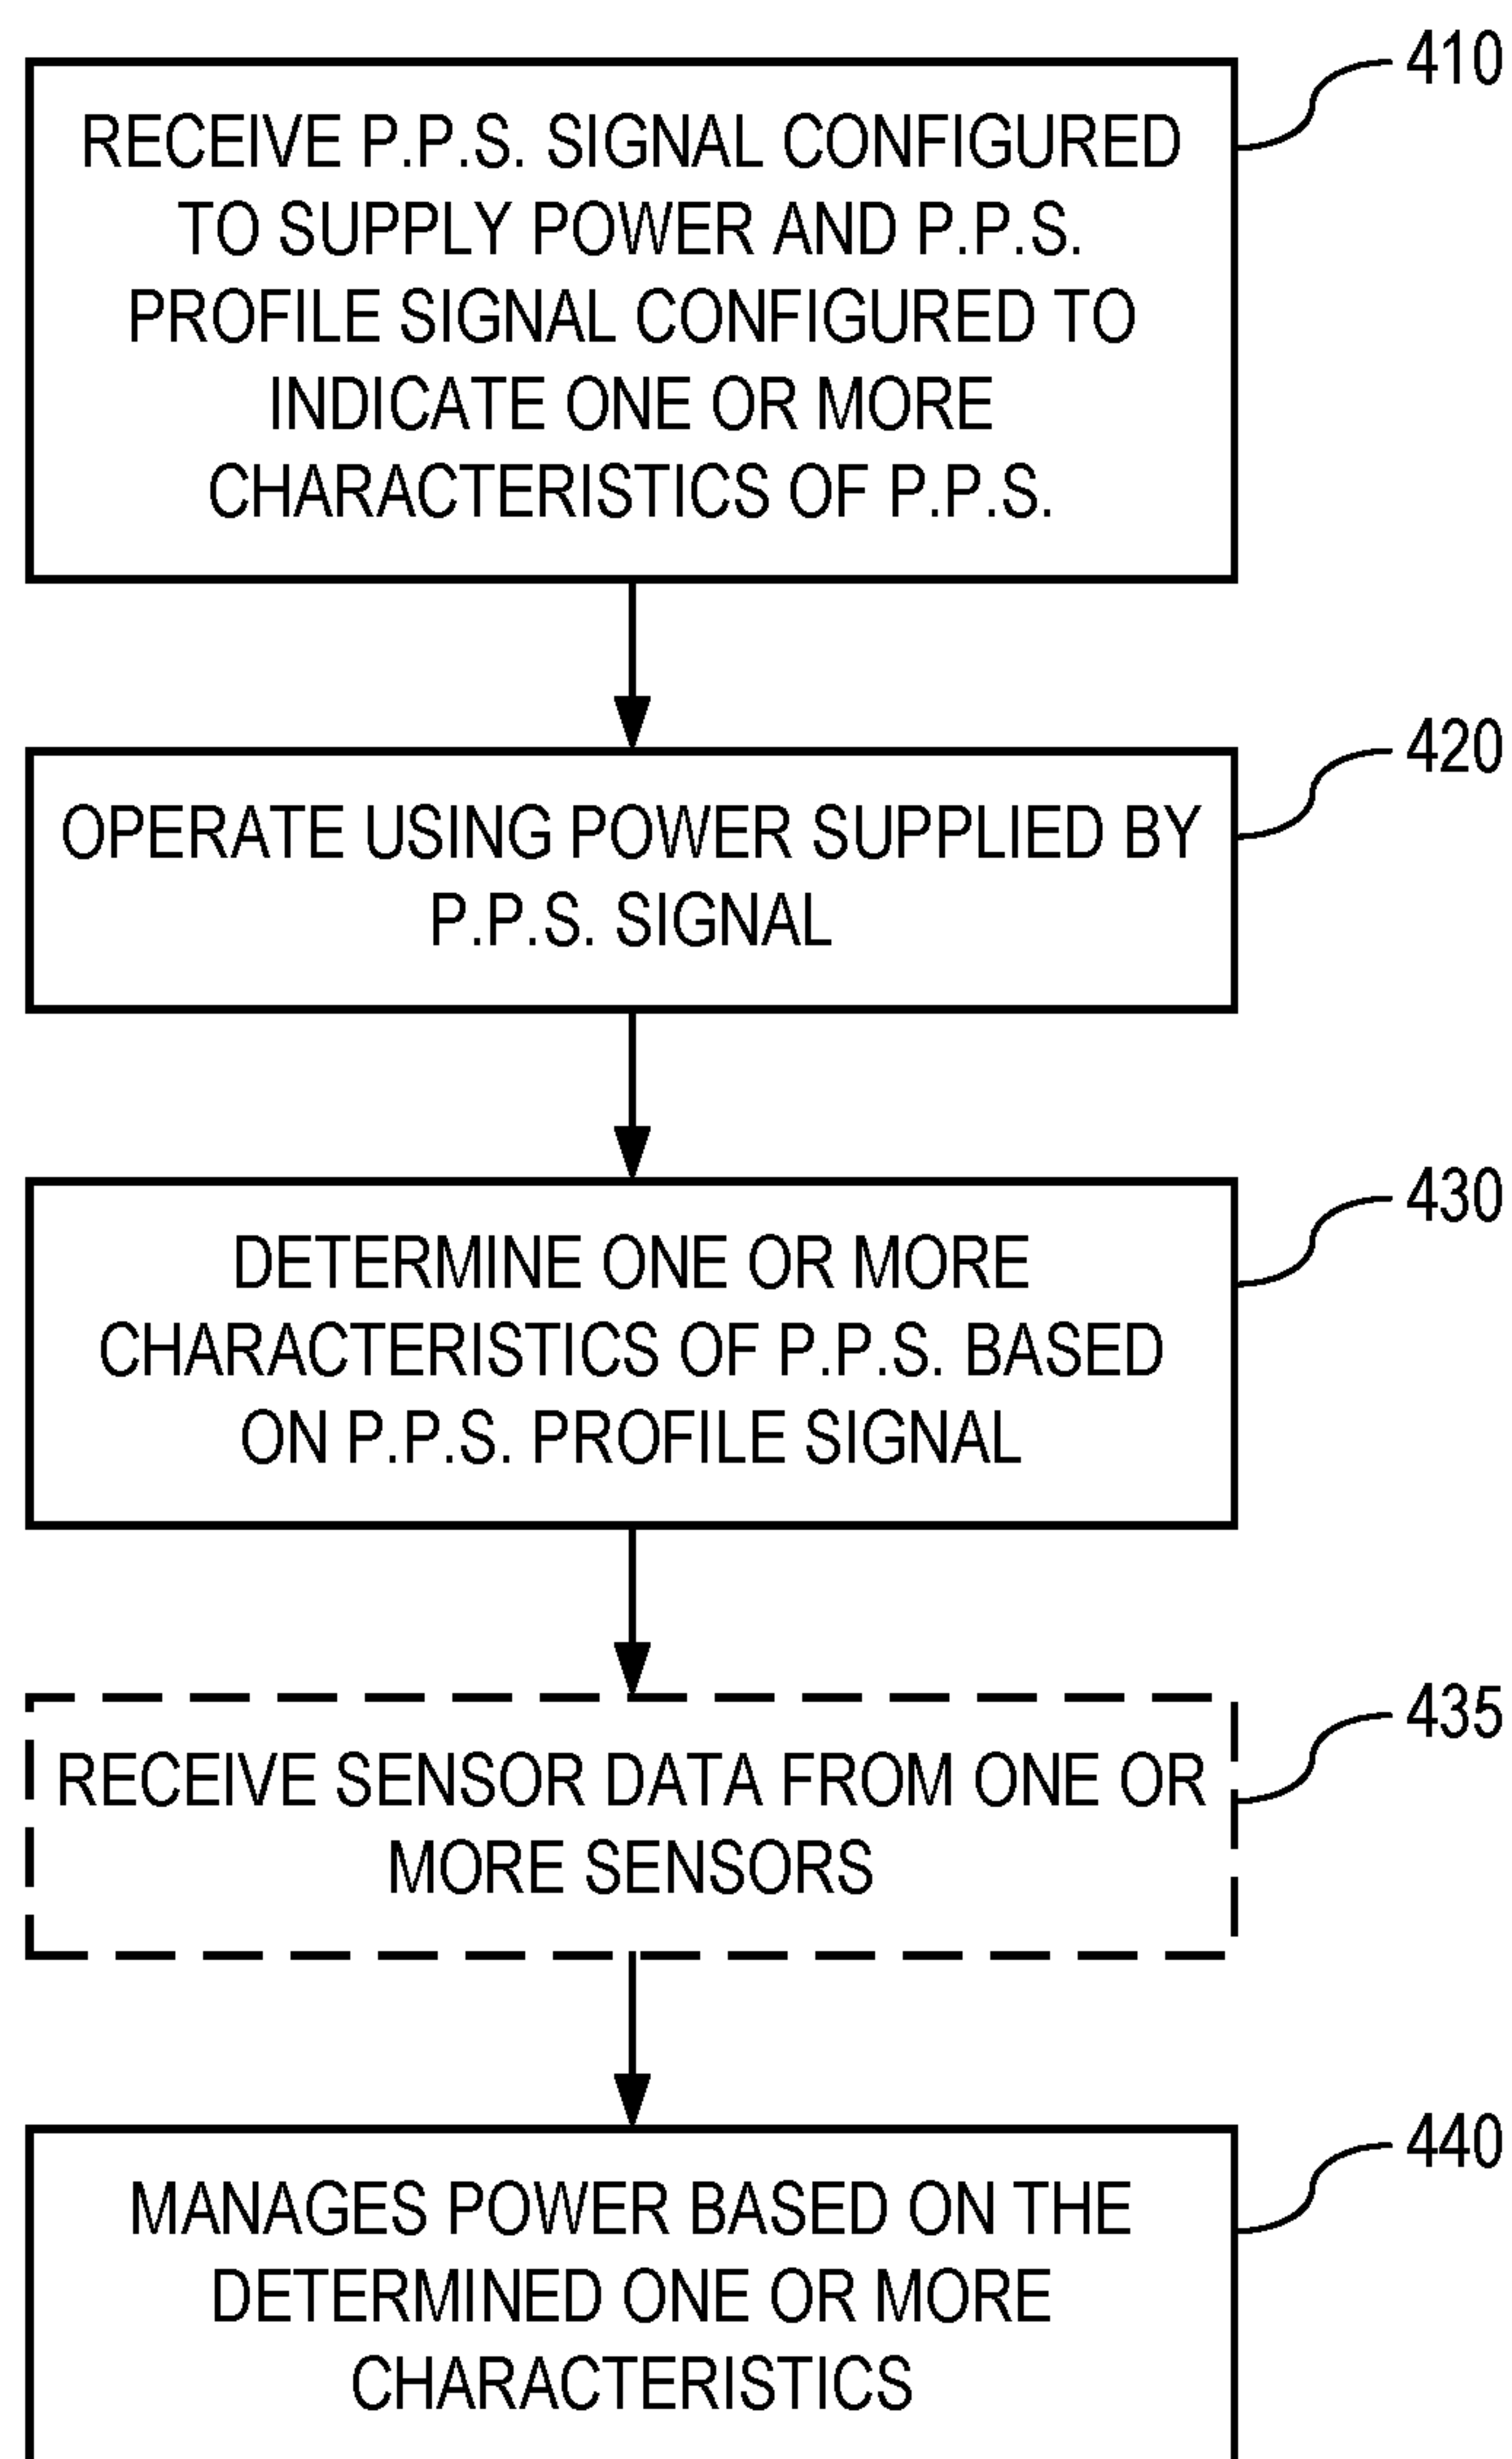 410
RECEIVE P.P.S. SIGNAL CONFIGURED
TO SUPPLY POWER AND P.P.S.
PROFILE SIGNAL CONFIGURED TO
INDICATE ONE OR MORE
CHARACTERISTICS OF P.P.S.
420
OPERATE USING POWER SUPPLIED BY
P.P.S. SIGNAL
430
DETERMINE ONE OR MORE
CHARACTERISTICS OF P.P.S. BASED
ON P.P.S. PROFILE SIGNAL
435
RECEIVE SENSOR DATA FROM ONE OR
MORE SENSORS
440
MANAGES POWER BASED ON THE
DETERMINED ONE OR MORE
CHARACTERISTICS